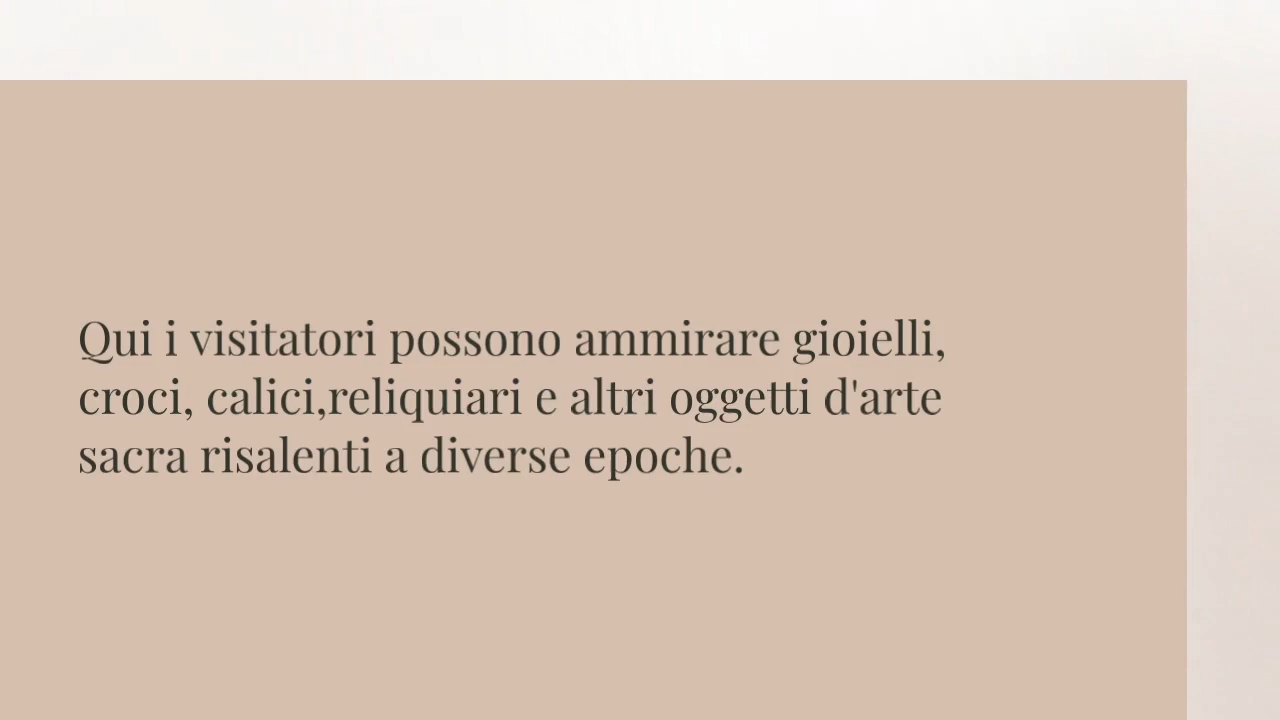 Qui i visitatori possono ammirare gioielli,
croci, calici,reliquiari e altri oggetti d'arte
sacra risalenti a diverse epoche.